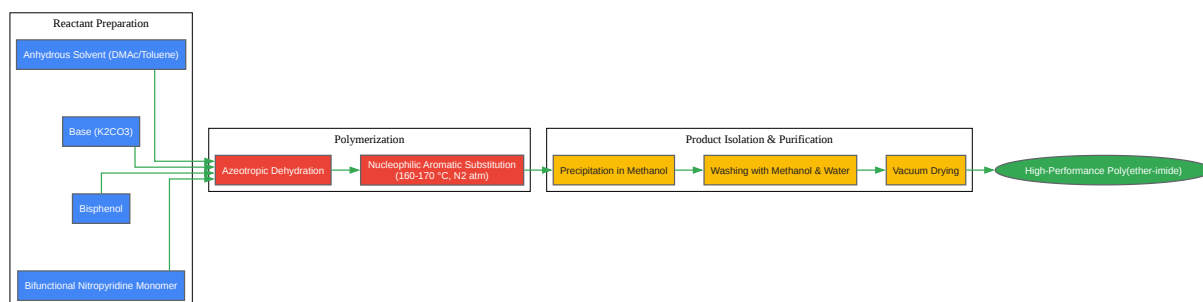 Reactant Preparation
Anhydrous Solvent (DMAc/Toluene)
Base (K2CO3)
Bisphenol
Bifunctional Nitropyridine Monomer
Polymerization
Azeotropic Dehydration
Nucleophilic Aromatic Substitution
(160-170 °C, N2 atm)
Product Isolation & Purification
Precipitation in Methanol
Washing with Methanol & Water
Vacuum Drying
High-Performance Poly(ether-imide)